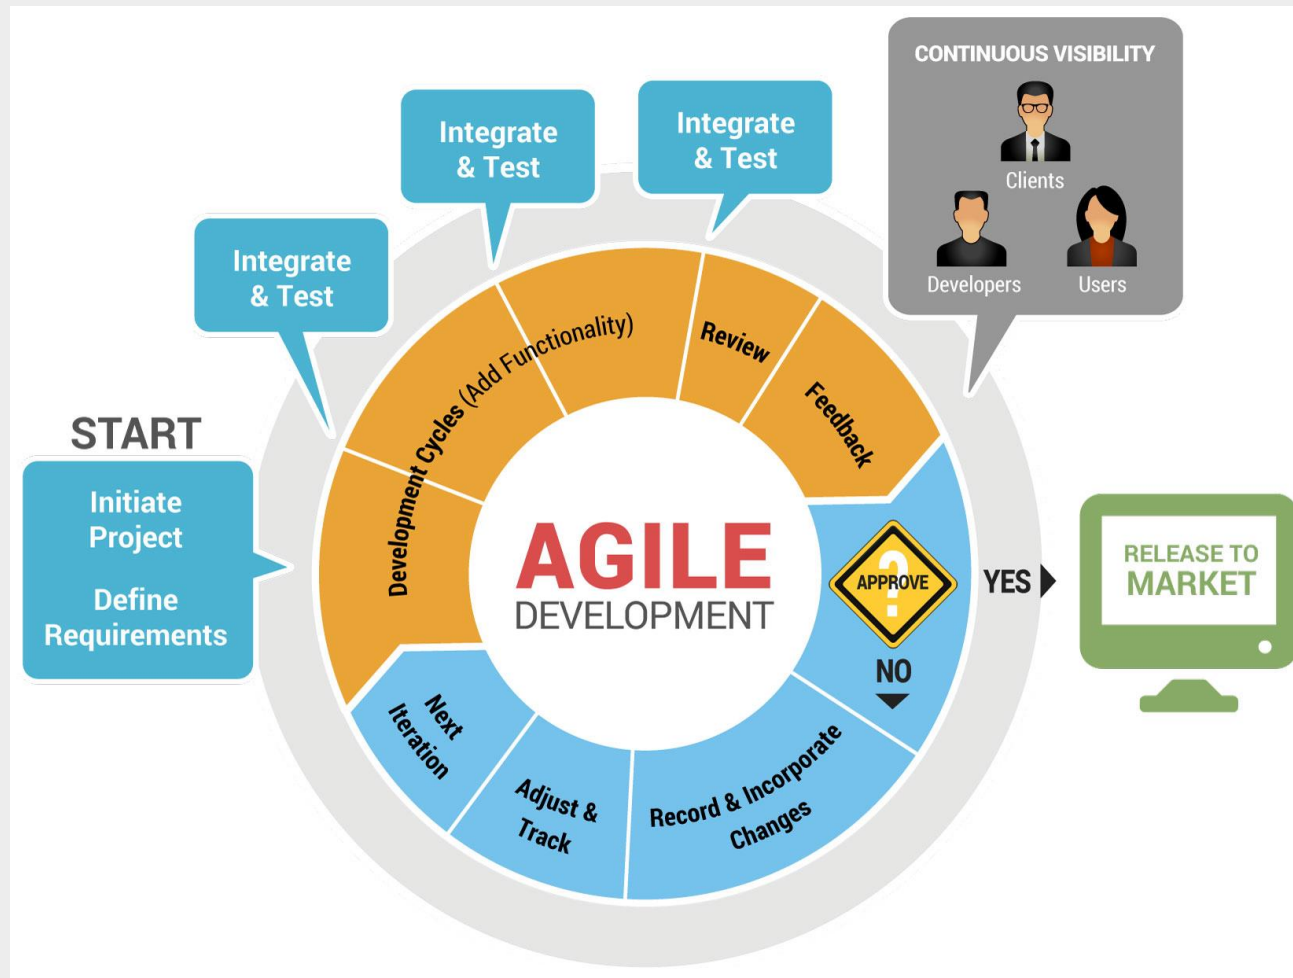 START
Initiate
Project
Define
Requirements
Integrate
& Test
Integrate
& Test
Integrate
& Test
CONTINUOUS VISIBILITY
Clients
Developers
Users
Development Cycles (Add Functionality)
Review
Feedback
APPROVE
?
YES
NO
RELEASE TO
MARKET
Record & Incorporate
Changes
Adjust &
Track
Next
Iteration
AGILE
DEVELOPMENT